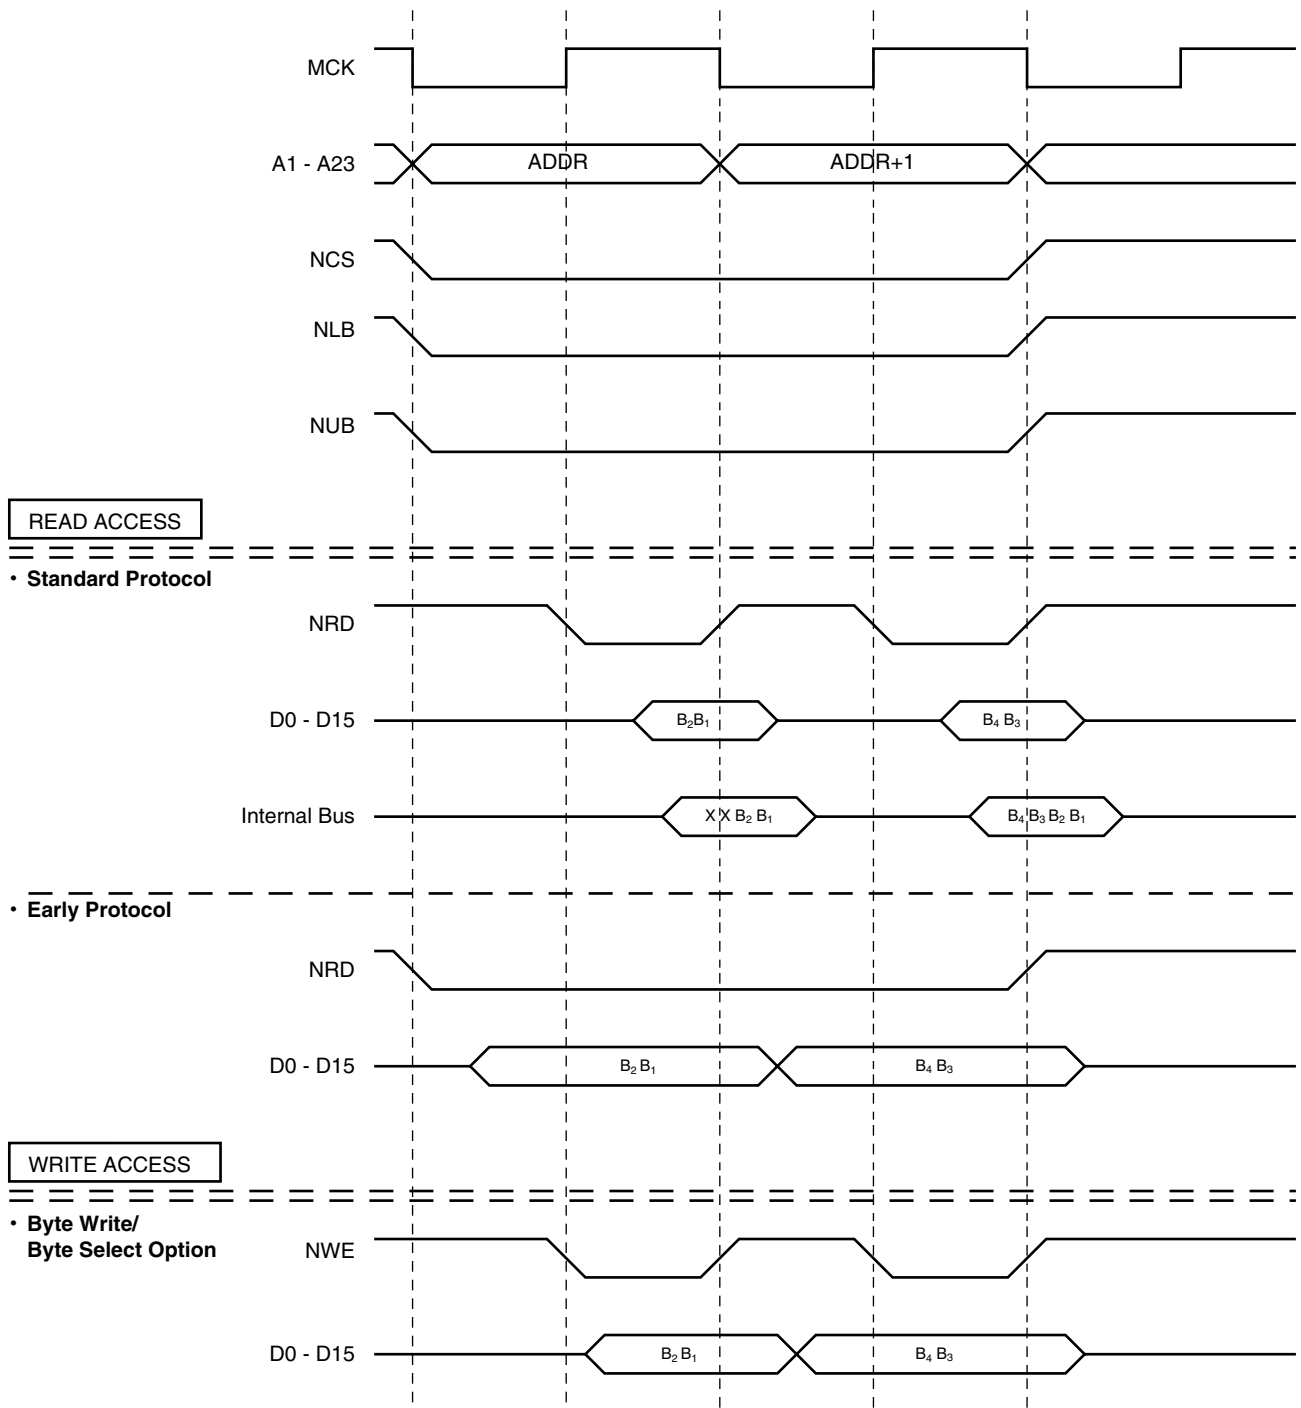 MCK
A1 - A23 ADDR ADDR+1
NCS
NLB
NUB
READ ACCESS
• Standard Protocol
NRD
D0 - D15 B₂B₁ B₄ B₃
Internal Bus X X B₂ B₁ B₄ B₃ B₂ B₁
• Early Protocol
NRD
D0 - D15 B₂ B₁ B₄ B₃
WRITE ACCESS
• Byte Write/
Byte Select Option NWE
D0 - D15 B₂ B₁ B₄ B₃